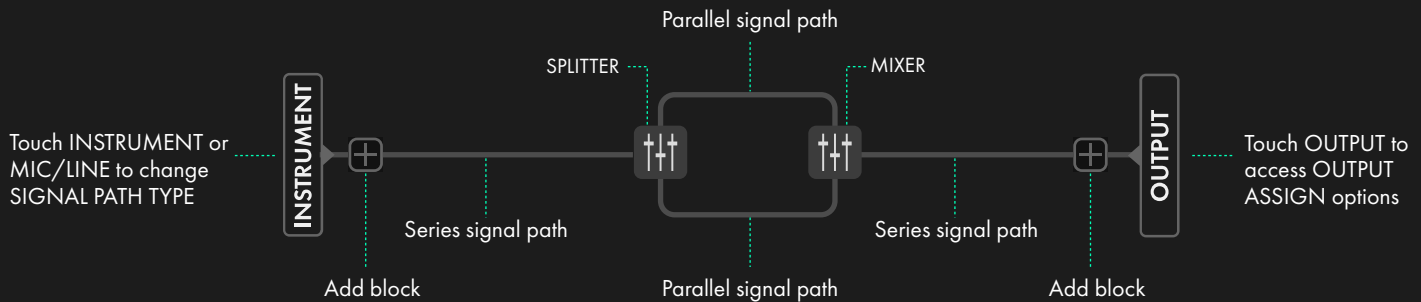 Parallel signal path
SPLITTER
MIXER
Touch INSTRUMENT or
MIC/LINE to change
SIGNAL PATH TYPE
INSTRUMENT
OUTPUT
Touch OUTPUT to
access OUTPUT
ASSIGN options
Series signal path
Series signal path
Add block
Parallel signal path
Add block